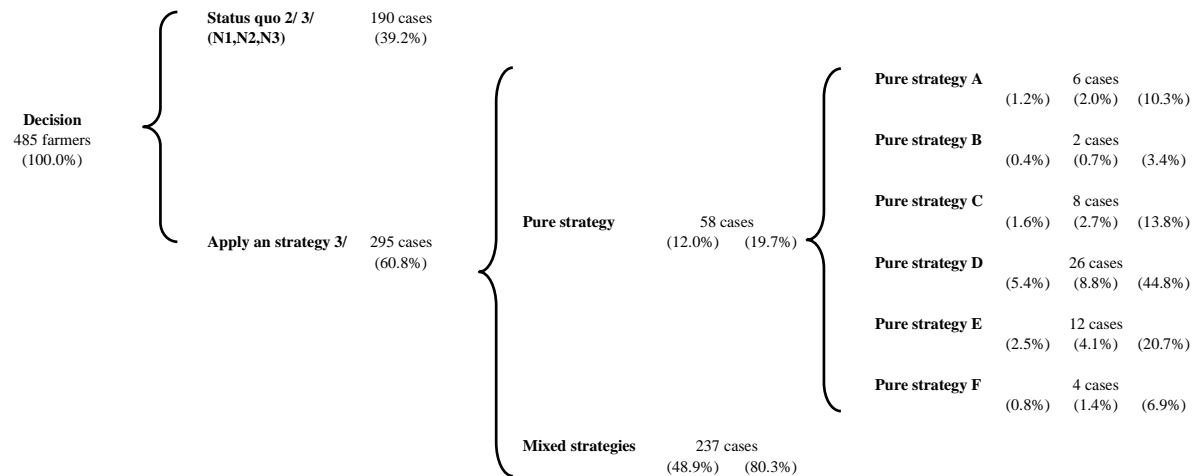 Decision
485 farmers
(100.0%)
Status quo 2/ 3/ 190 cases
(N1,N2,N3) (39.2%)
Apply an strategy 3/ 295 cases
(60.8%)
Pure strategy 58 cases
(12.0%) (19.7%)
Mixed strategies 237 cases
(48.9%) (80.3%)
Pure strategy A 6 cases
(1.2%) (2.0%) (10.3%)
Pure strategy B 2 cases
(0.4%) (0.7%) (3.4%)
Pure strategy C 8 cases
(1.6%) (2.7%) (13.8%)
Pure strategy D 26 cases
(5.4%) (8.8%) (44.8%)
Pure strategy E 12 cases
(2.5%) (4.1%) (20.7%)
Pure strategy F 4 cases
(0.8%) (1.4%) (6.9%)